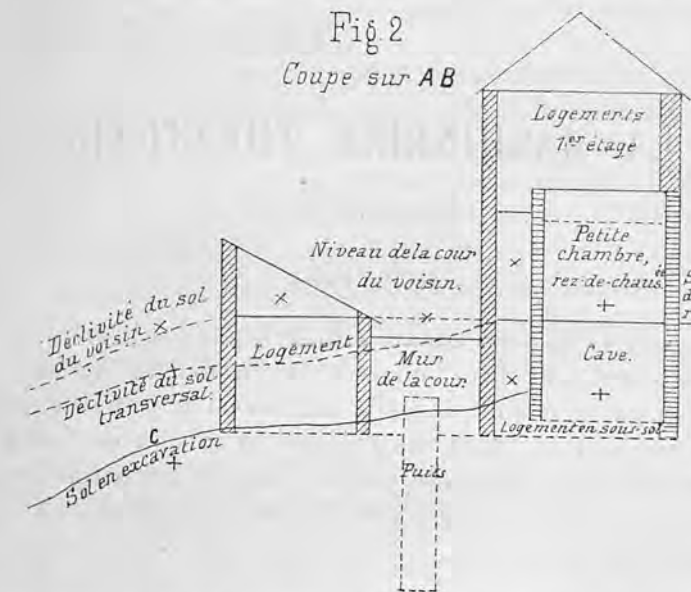 Fig. 2
Coupe sur AB
Logements
1er étage
Niveau de la cour
du voisin.
Petite
chambre,
rez-de-chaus.ée
Déclivité du sol
du voisin
Logement
Mur
de la cour
Cave.
Déclivité du sol
transversal.
Logement en sous-sol
C
Sol en excavation
Puits